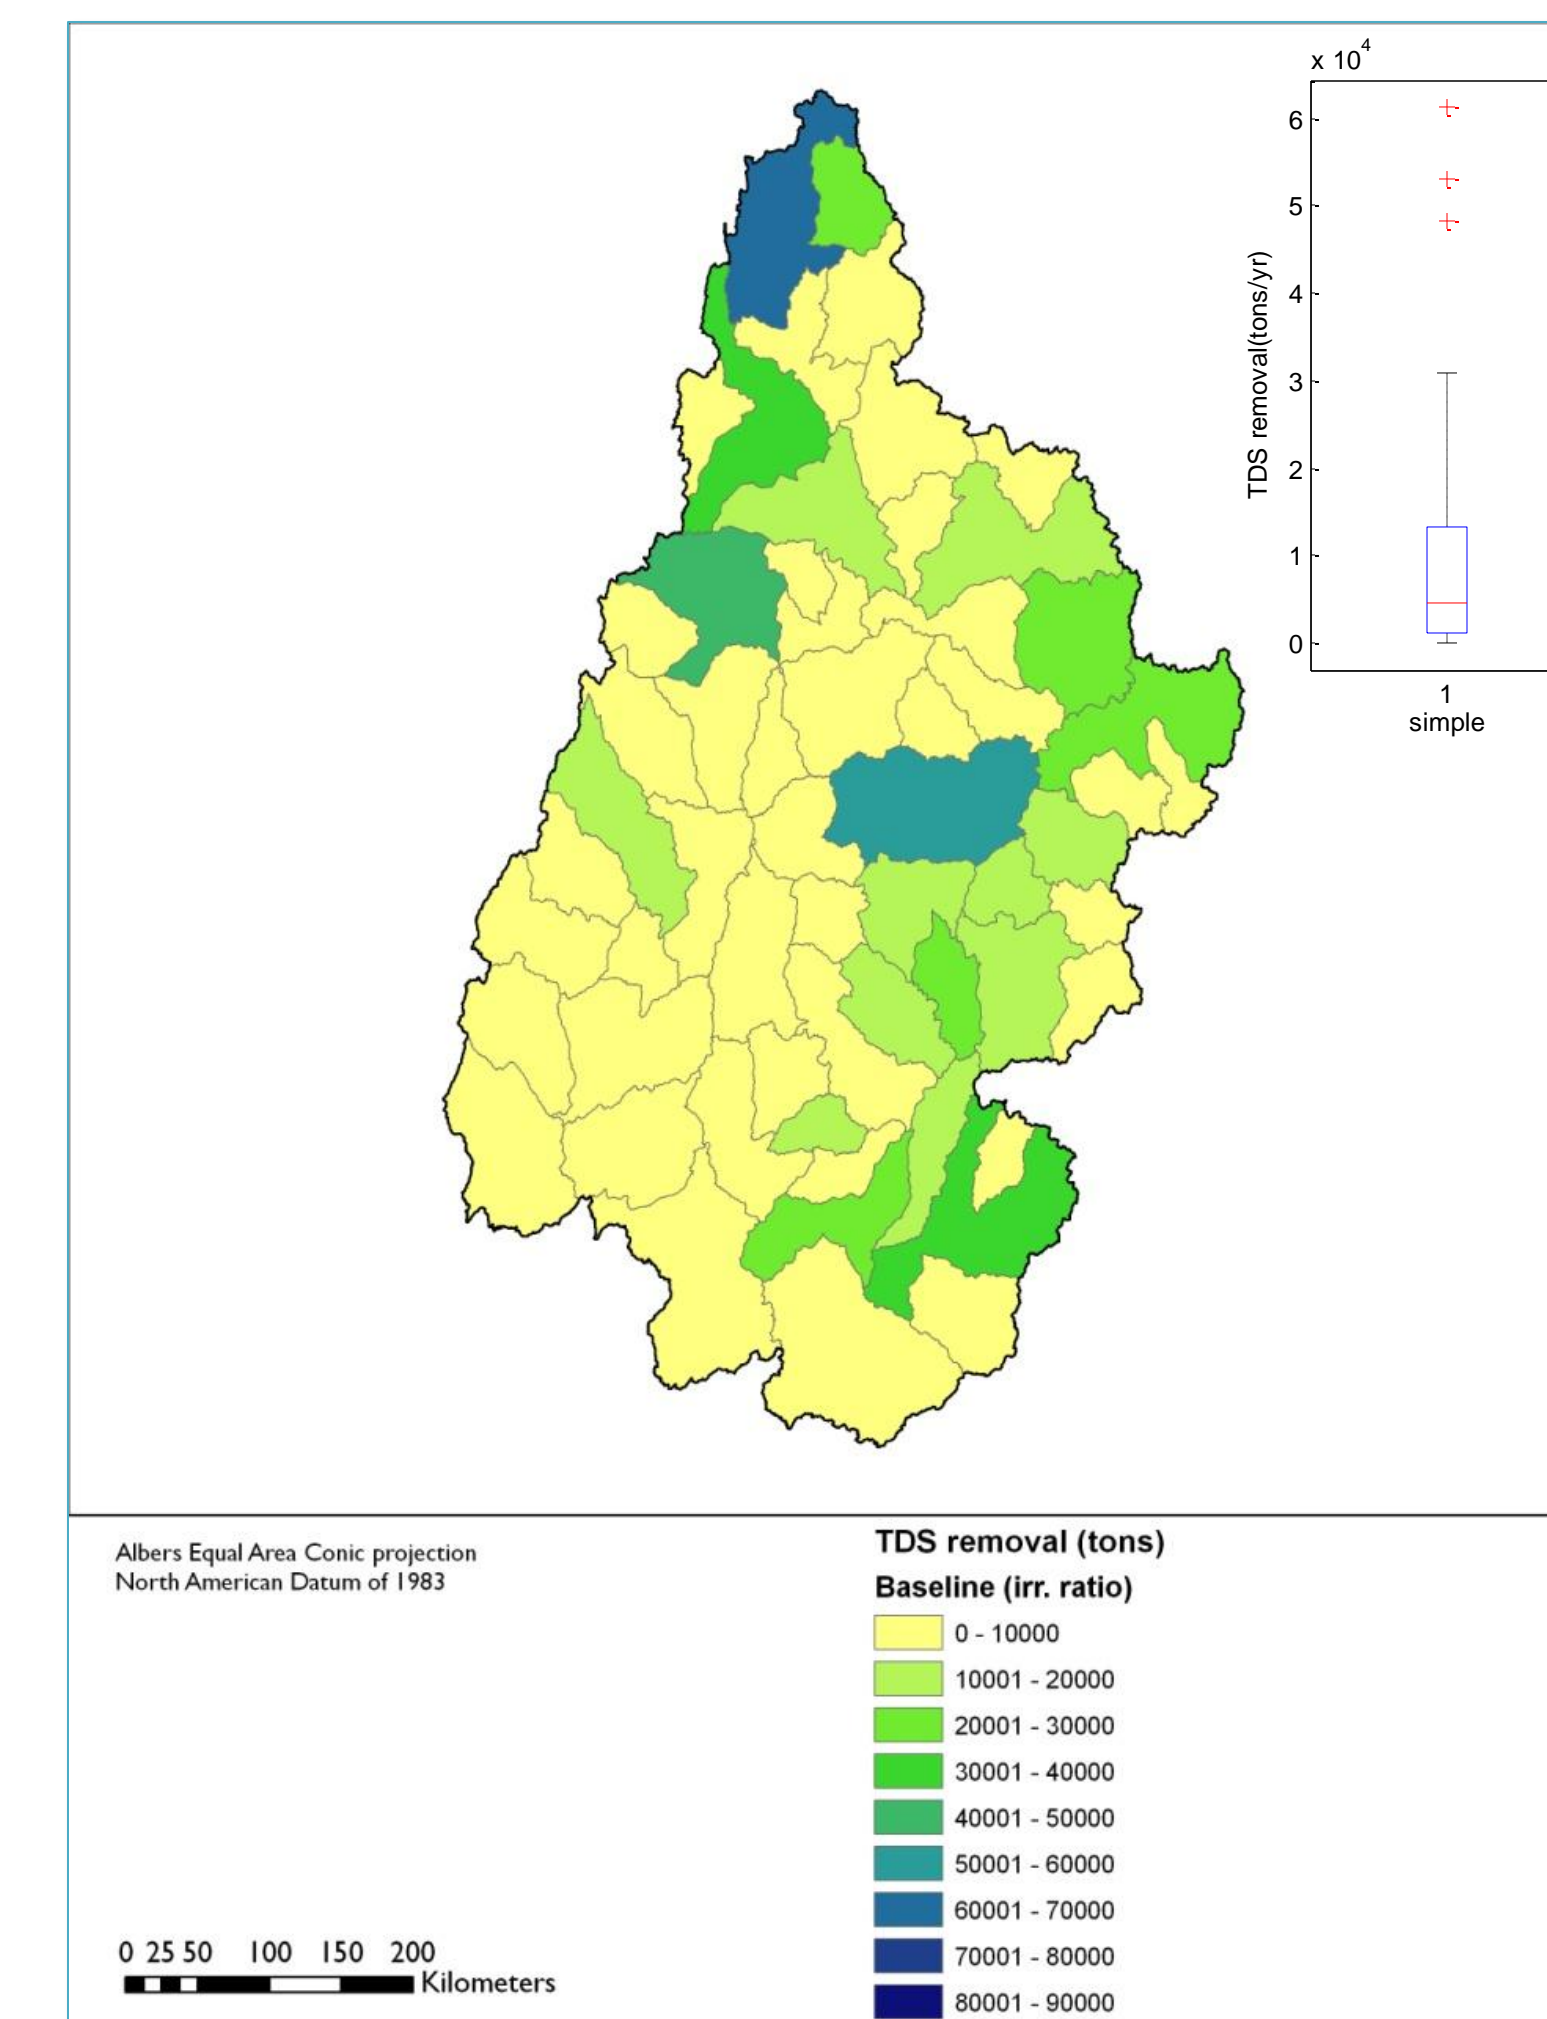 x 10^4
6
5
4
3
2
1
0
TDS removal(tons/yr)
1
simple
Albers Equal Area Conic projection
North American Datum of 1983
TDS removal (tons)
Baseline (irr. ratio)
0 - 10000
10001 - 20000
20001 - 30000
30001 - 40000
40001 - 50000
50001 - 60000
60001 - 70000
70001 - 80000
80001 - 90000
0 25 50 100 150 200
Kilometers